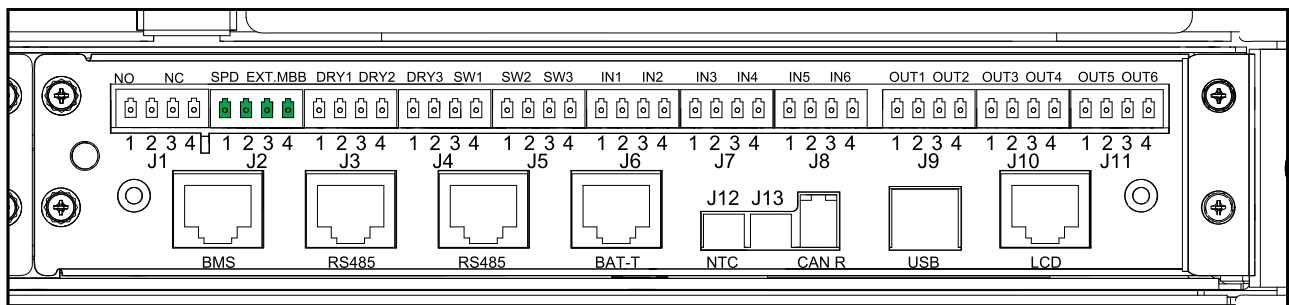 NO NC SPD EXT.MBB DRY1 DRY2 DRY3 SW1 SW2 SW3 IN1 IN2 IN3 IN4 IN5 IN6 OUT1 OUT2 OUT3 OUT4 OUT5 OUT6
1 2 3 4 1 2 3 4 1 2 3 4 1 2 3 4 1 2 3 4 1 2 3 4 1 2 3 4 1 2 3 4 1 2 3 4 1 2 3 4 1 2 3 4
J1 J2 J3 J4 J5 J6 J7 J8 J9 J10 J11
J12 J13
BMS RS485 RS485 BAT-T NTC CAN R USB LCD